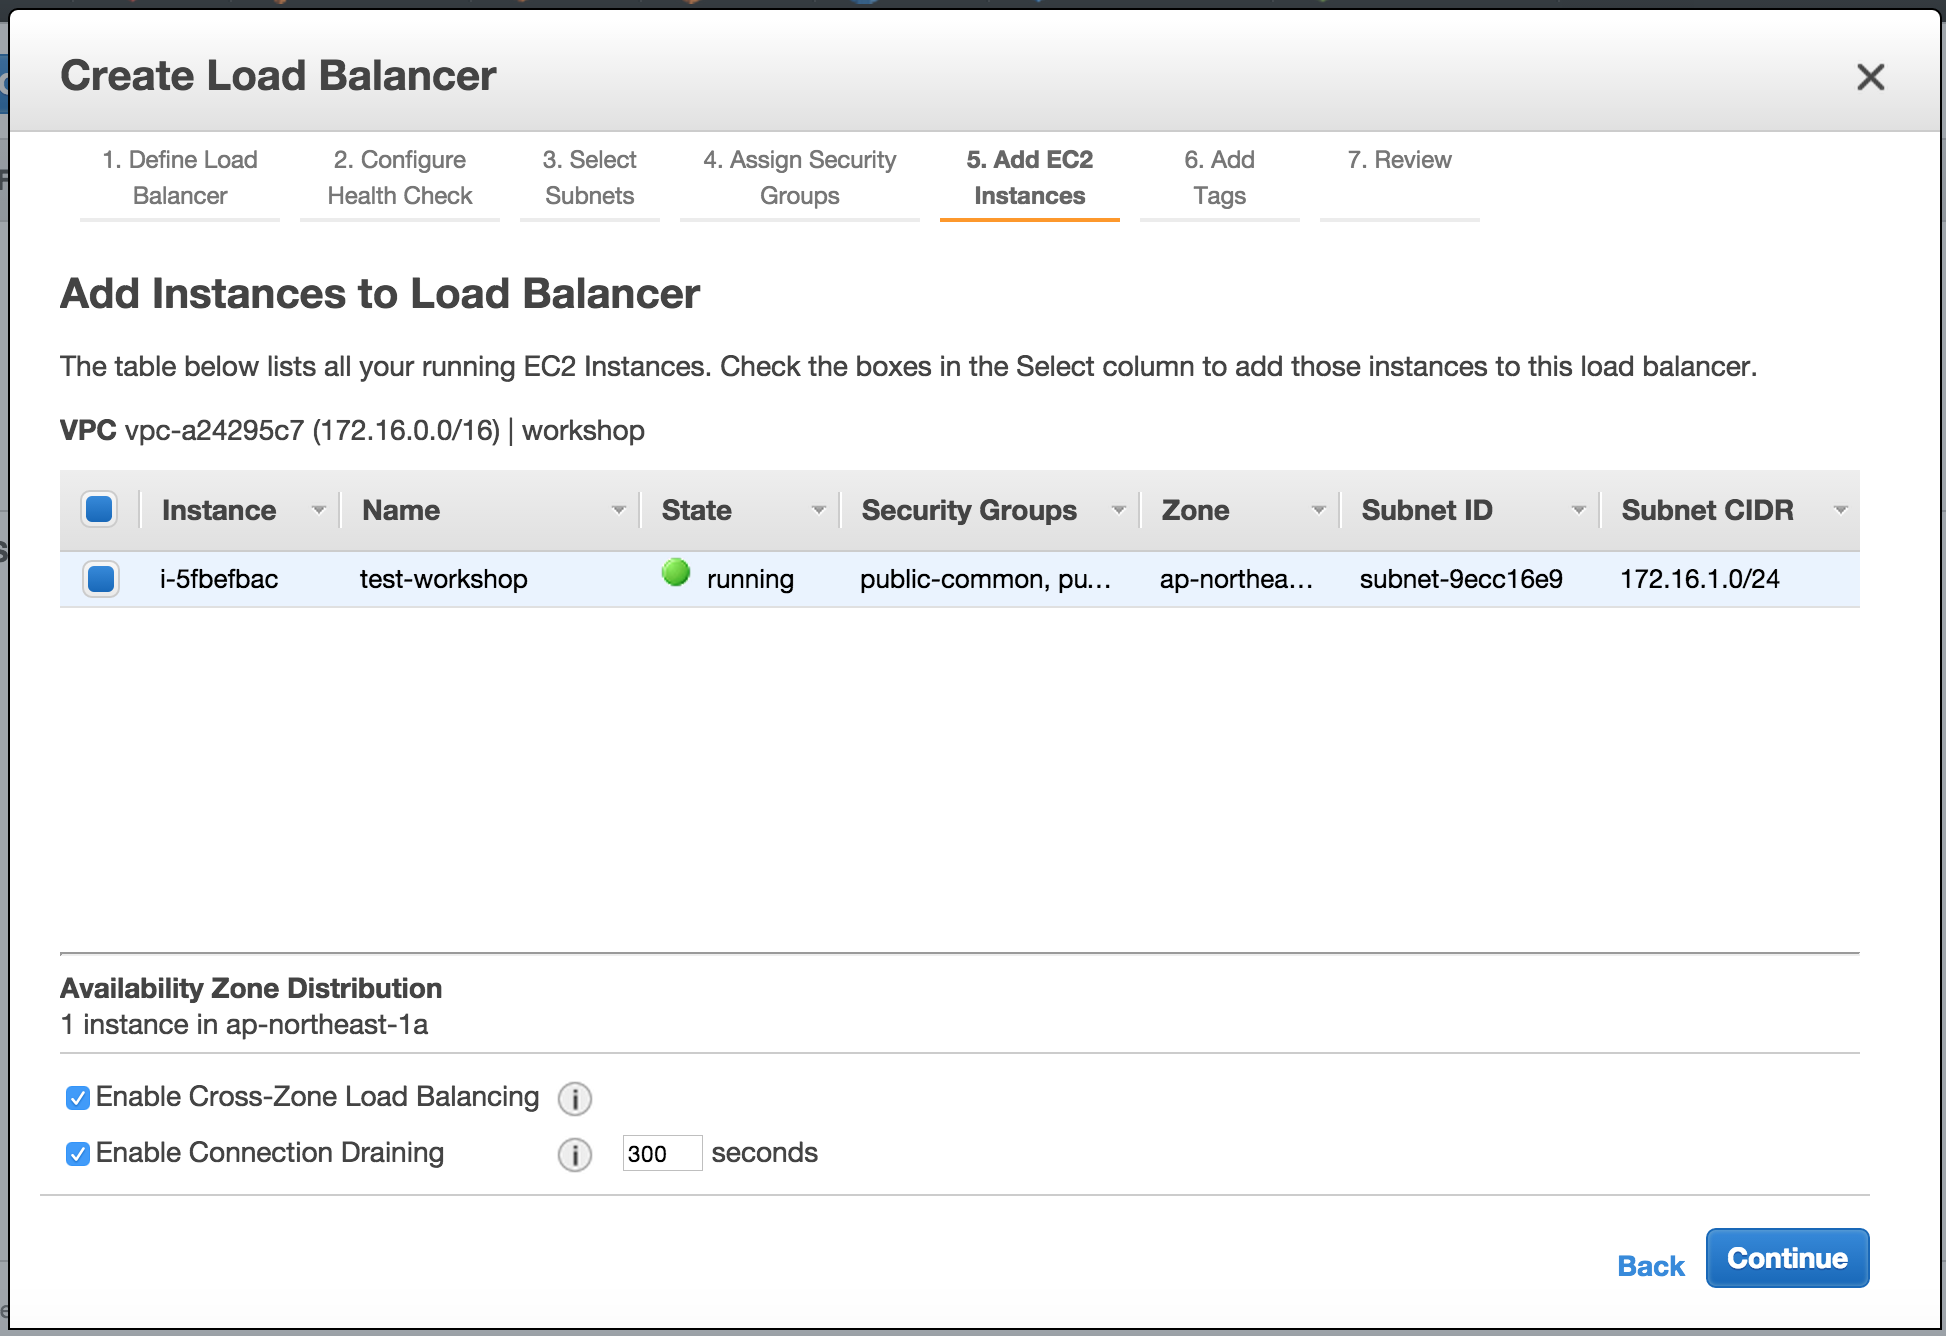 Create Load Balancer
1. Define Load
Balancer
2. Configure
Health Check
3. Select
Subnets
4. Assign Security
Groups
5. Add EC2
Instances
6. Add
Tags
7. Review
Add Instances to Load Balancer
The table below lists all your running EC2 Instances. Check the boxes in the Select column to add those instances to this load balancer.
VPC vpc-a24295c7 (172.16.0.0/16) | workshop
Instance Name State Security Groups Zone Subnet ID Subnet CIDR
i-5fbefbac test-workshop running public-common, pu... ap-northea... subnet-9ecc16e9 172.16.1.0/24
Availability Zone Distribution
1 instance in ap-northeast-1a
Enable Cross-Zone Load Balancing i
Enable Connection Draining i 300 seconds
Back Continue